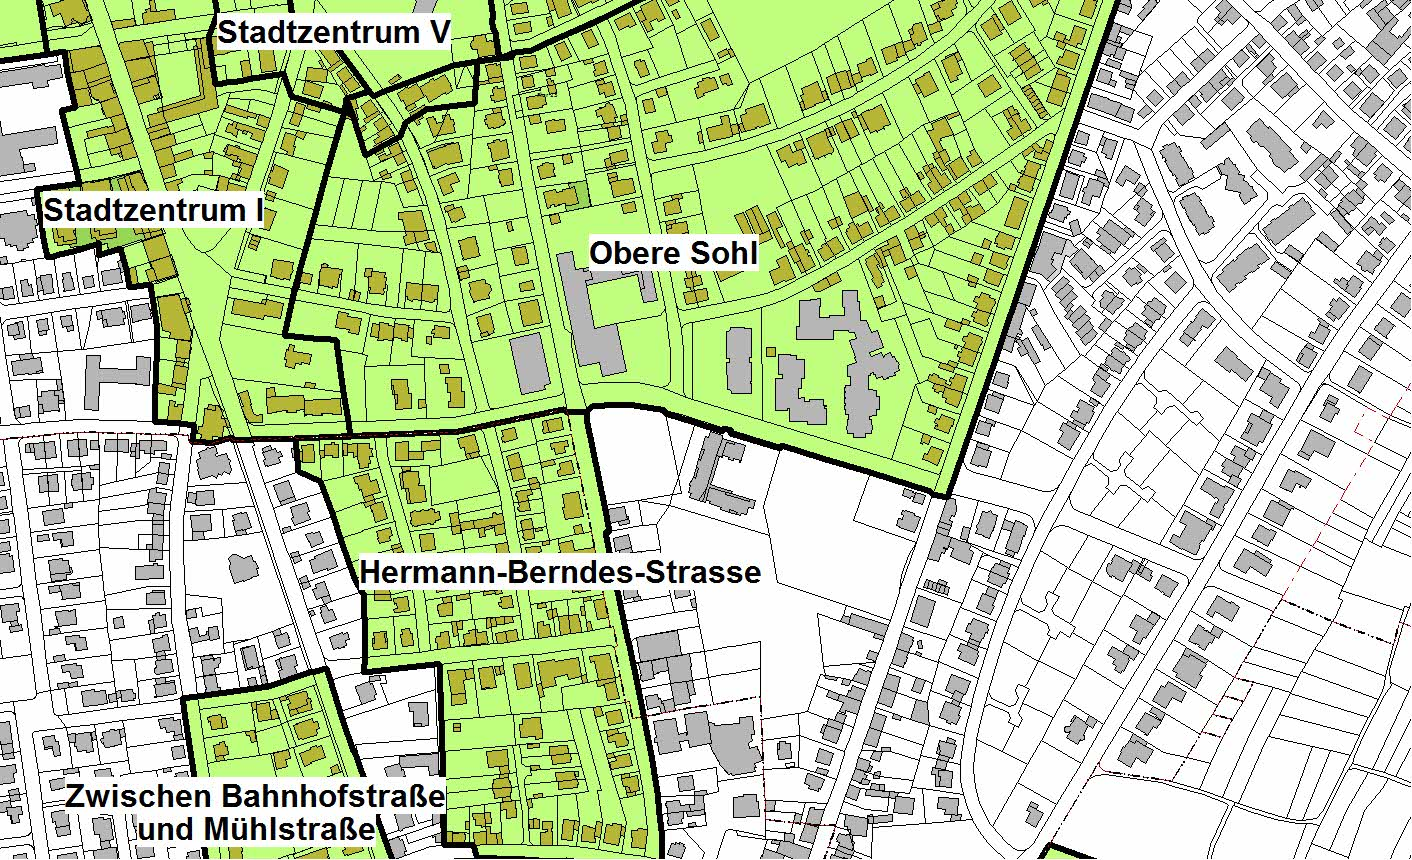 Stadtzentrum V
Stadtzentrum I
Obere Sohl
Hermann-Berndes-Strasse
Zwischen Bahnhofstraße
und Mühlstraße